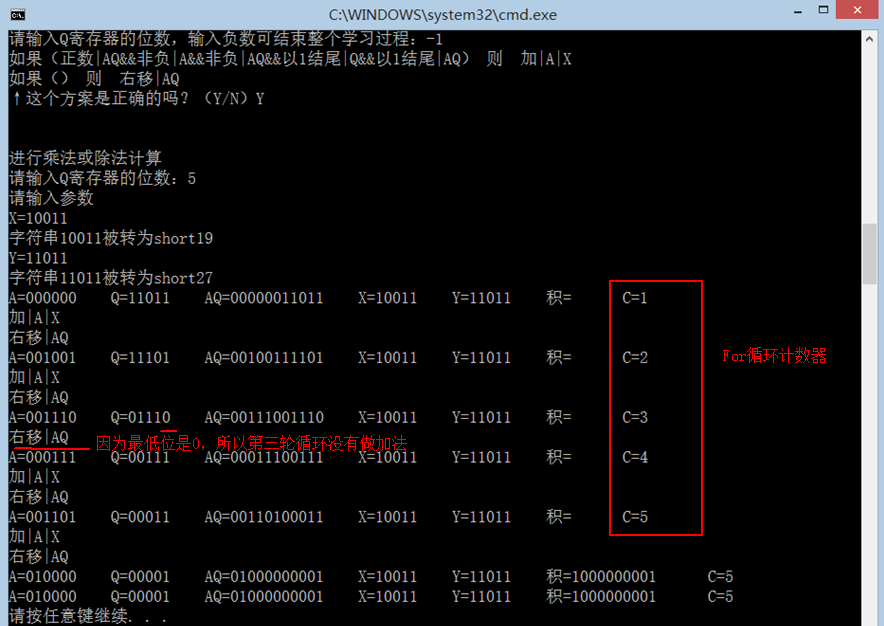 C:\WINDOWS\system32\cmd.exe
请输入Q寄存器的位数，输入负数可结束整个学习过程：-1
如果（正数|AQ&&非负|A&&非负|AQ&&以1结尾|Q&&以1结尾|AQ） 则 加|A|X
如果（） 则 右移|AQ
↑这个方案是正确的吗？（Y/N）Y
进行乘法或除法计算
请输入Q寄存器的位数：5
请输入参数
X=10011
字符串10011被转为short19
Y=11011
字符串11011被转为short27
A=000000 Q=11011 AQ=00000011011 X=10011 Y=11011 积= C=1
加|A|X
右移|AQ
A=001001 Q=11101 AQ=00100111101 X=10011 Y=11011 积= C=2 For循环计数器
加|A|X
右移|AQ
A=001110 Q=01110 AQ=00111001110 X=10011 Y=11011 积= C=3
右移|AQ 因为最低位是0，所以第三轮循环没有做加法
A=000111 Q=00111 AQ=00011100111 X=10011 Y=11011 积= C=4
加|A|X
右移|AQ
A=001101 Q=00011 AQ=00110100011 X=10011 Y=11011 积= C=5
加|A|X
右移|AQ
A=010000 Q=00001 AQ=01000000001 X=10011 Y=11011 积=1000000001 C=5
A=010000 Q=00001 AQ=01000000001 X=10011 Y=11011 积=1000000001 C=5
请按任意键继续. . .